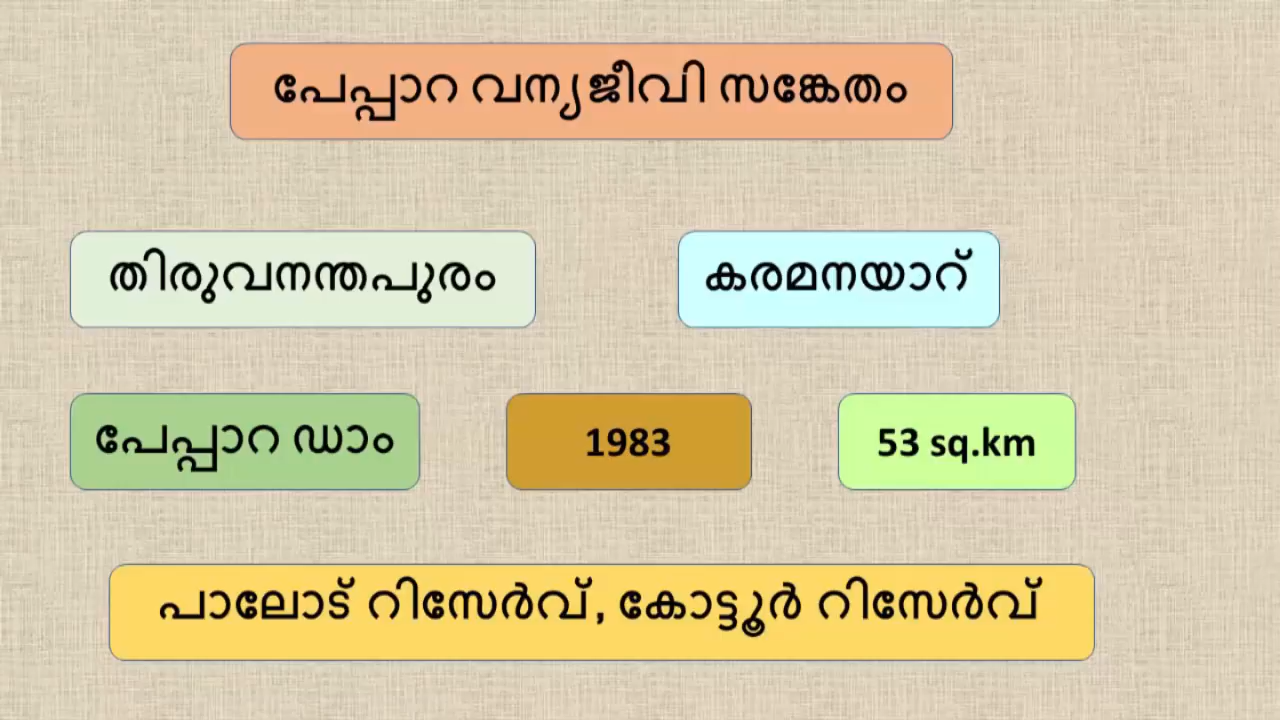 പേപ്പാറ വന്യജീവി സങ്കേതം
തിരുവനന്തപുരം
കരമനയാറ്
പേപ്പാറ ഡാം
1983
53 sq.km
പാലോട് റിസേർവ്, കോട്ടൂർ റിസേർവ്